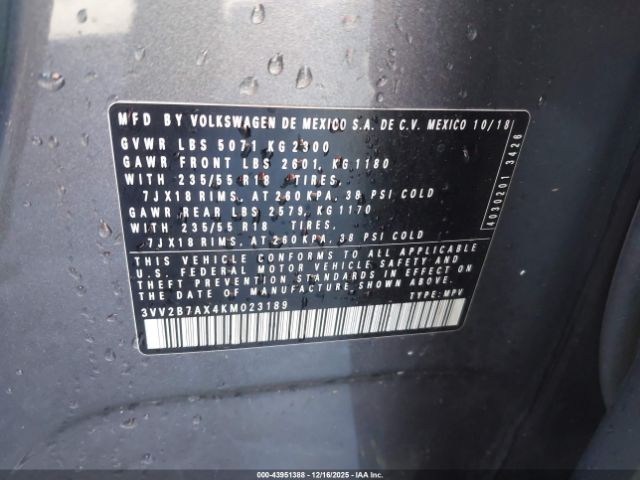 MFD BY VOLKSWAGEN DE MEXICO S.A. DE C.V. MEXICO 10/18
GVWR LBS 5071 KG 2300
GAWR FRONT LBS 2601, KG 1180
WITH 235/55 R18 TIRES,
7JX18 RIMS, AT 260KPA, 38 PSI COLD
GAWR REAR LBS 2579, KG 1170
WITH 235/55 R18 TIRES,
7JX18 RIMS, AT 260KPA, 38 PSI COLD
THIS VEHICLE CONFORMS TO ALL APPLICABLE
U.S. FEDERAL MOTOR VEHICLE SAFETY AND
THEFT PREVENTION STANDARDS IN EFFECT ON
THE DATE OF MANUFACTURE SHOWN ABOVE
3VV2B7AX4KM023189 TYPE: MPV
4030201 3426
000-43951388 - 12/16/2025 - IAA Inc.